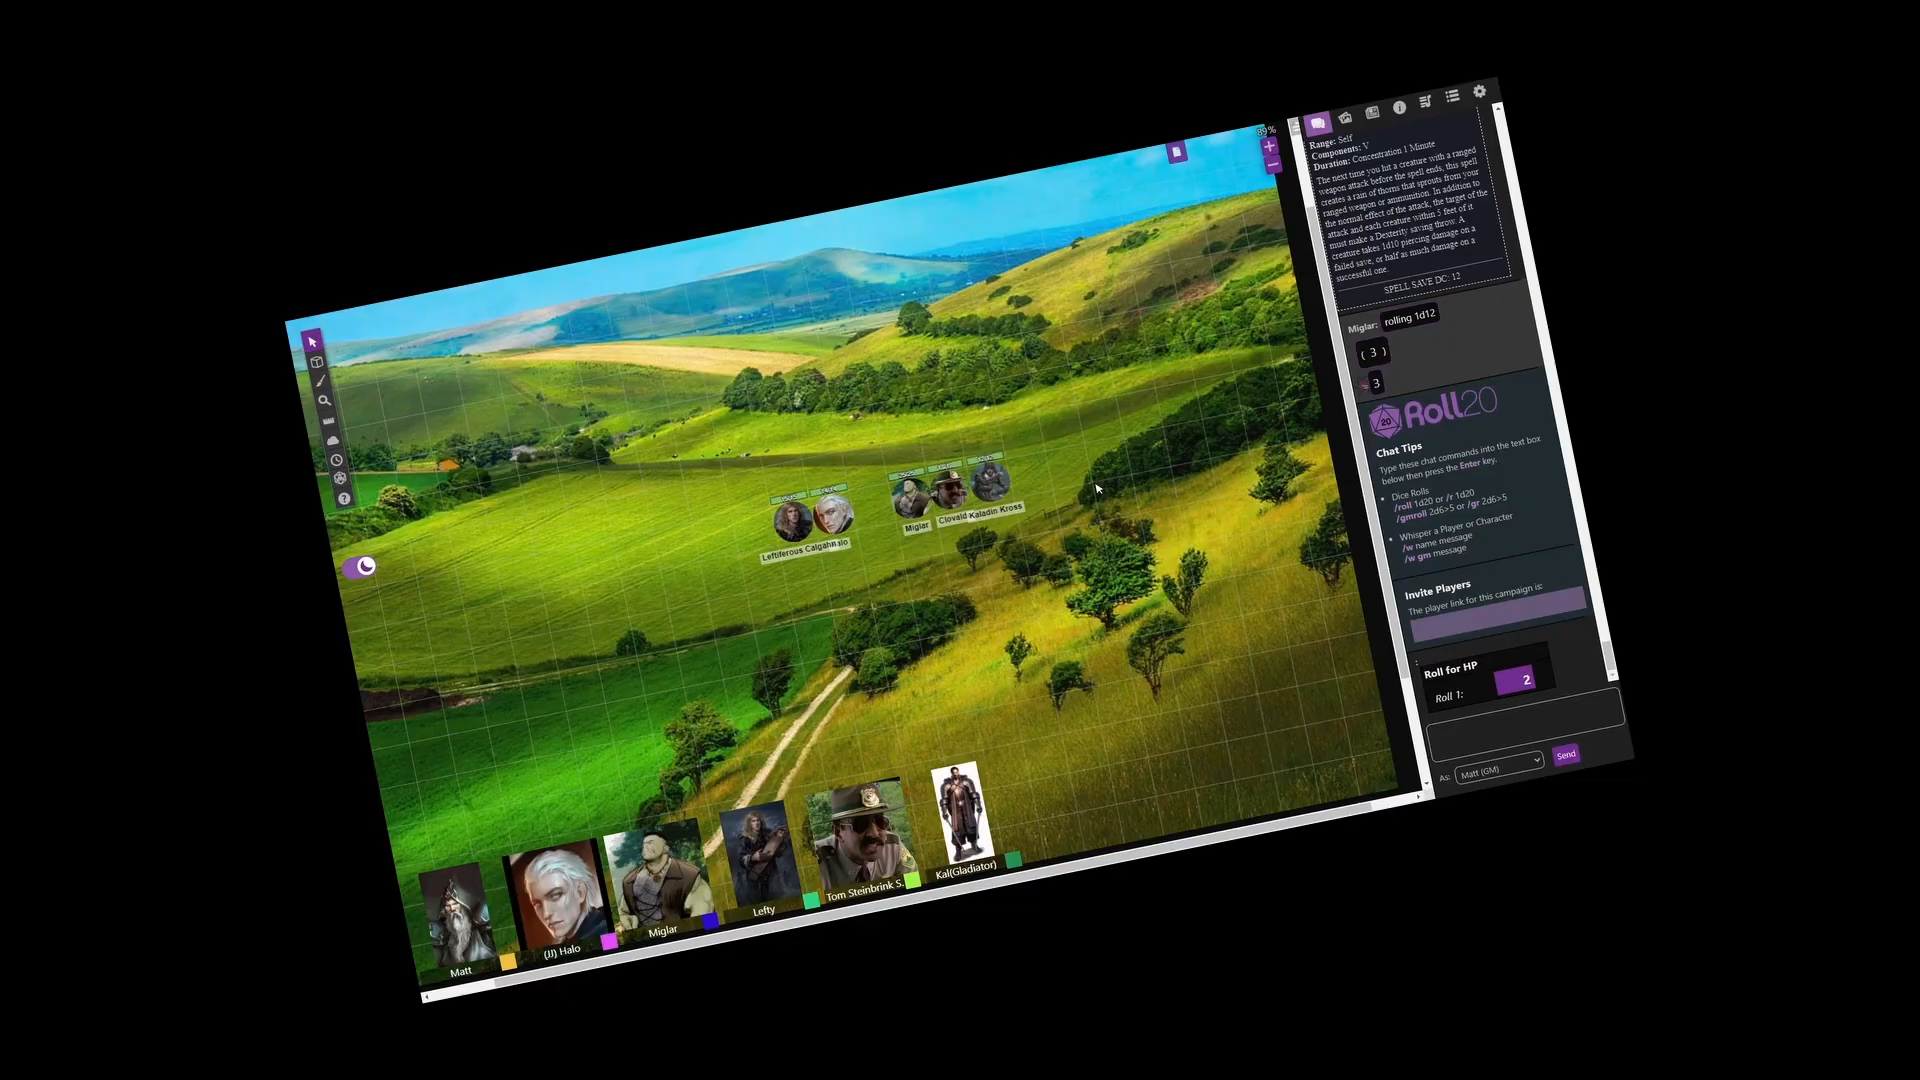 89%
Range: Self
Components: V
Duration: Concentration 1 Minute
The next time you hit a creature with a ranged
weapon attack before the spell ends, this spell
creates a rain of thorns that sprouts from your
ranged weapon or ammunition. In addition to
the normal effect of the attack, the target of the
attack and each creature within 5 feet of it
must make a Dexterity saving throw. A
creature takes 1d10 piercing damage on a
failed save, or half as much damage on a
successful one.
SPELL SAVE DC: 12
Miglar: rolling 1d12
( 3 )
3
20
Roll20
Chat Tips
Type these chat commands into the text box
below then press the Enter key.
Dice Rolls
/roll 1d20 or /r 1d20
/gmroll 2d6>5 or /gr 2d6>5
Whisper a Player or Character
/w name message
/w gm message
Invite Players
The player link for this campaign is:
Roll for HP
Roll 1: 2
As: Matt (GM)
Send
Leftiferous Calgahn
Miglar
Clovald
Kaladin Kross
Matt
(JJ) Halo
Miglar
Lefty
Tom Steinbrink S.
Kal(Gladiator)